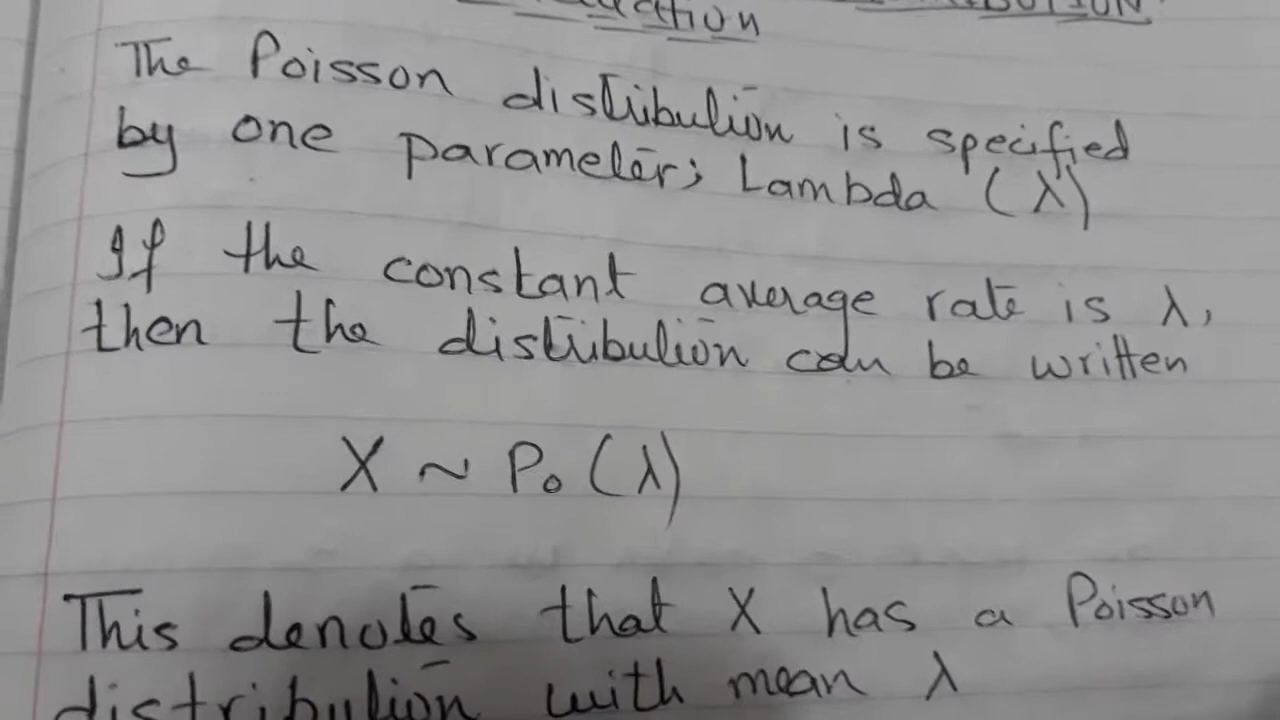 The Poisson distribution is specified
by one parameter; Lambda (λ)
If the constant average rate is λ,
then the distribution can be written
X ~ Po (λ)
This denotes that X has a Poisson
distribution with mean λ